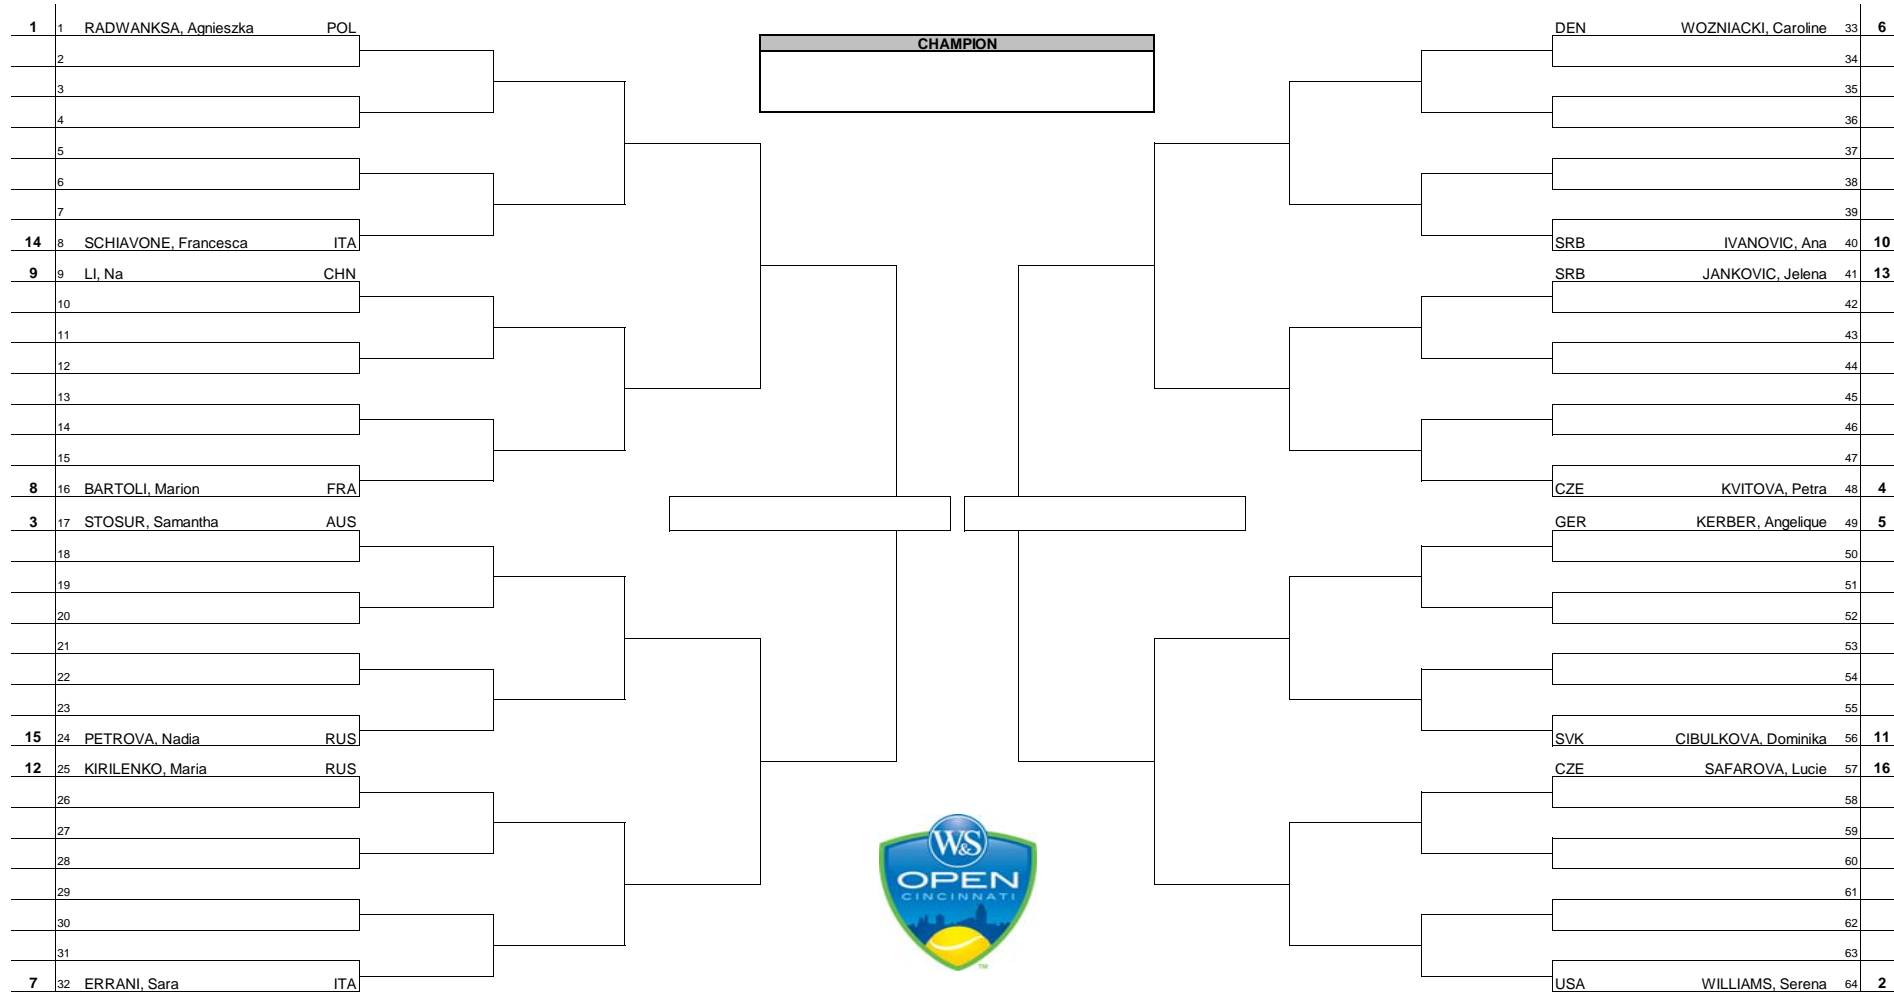 1 1 RADWANKSA, Agnieszka POL
2
3
4
5
6
7
14 8 SCHIAVONE, Francesca ITA
9 9 LI, Na CHN
10
11
12
13
14
15
8 16 BARTOLI, Marion FRA
3 17 STOSUR, Samantha AUS
18
19
20
21
22
23
15 24 PETROVA, Nadia RUS
12 25 KIRILENKO, Maria RUS
26
27
28
29
30
31
7 32 ERRANI, Sara ITA
CHAMPION
W&S
OPEN
CINCINNATI
TM
DEN WOZNIACKI, Caroline 33 6
34
35
36
37
38
39
SRB IVANOVIC, Ana 40 10
SRB JANKOVIC, Jelena 41 13
42
43
44
45
46
47
CZE KVITOVA, Petra 48 4
GER KERBER, Angelique 49 5
50
51
52
53
54
55
SVK CIBULKOVA, Dominika 56 11
CZE SAFAROVA, Lucie 57 16
58
59
60
61
62
63
USA WILLIAMS, Serena 64 2